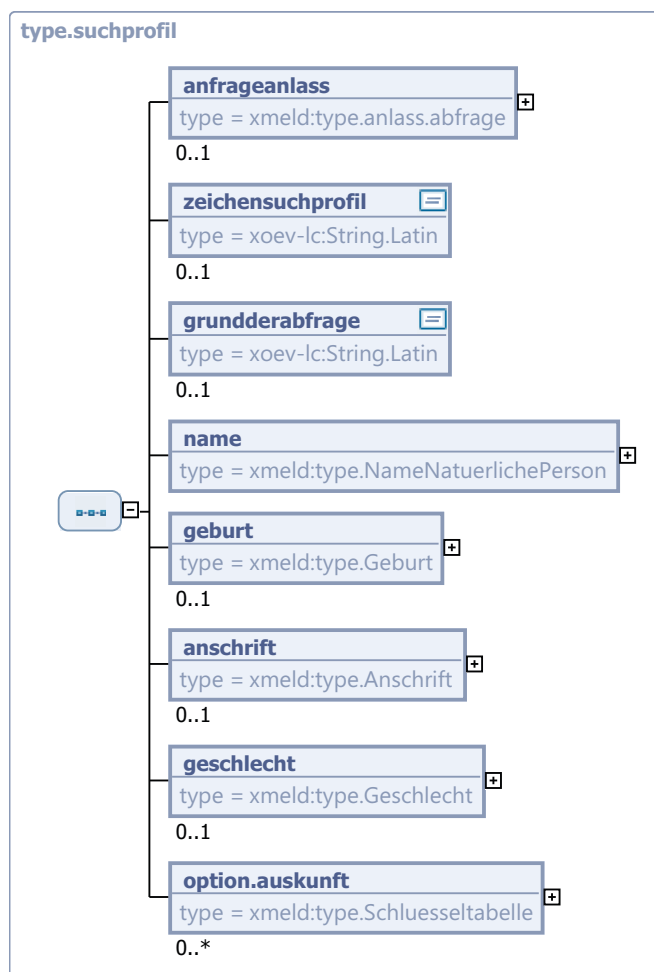 type.suchprofil
anfrageanlass
type = xmeld:type.anlass.abfrage
0..1
zeichensuchprofil
type = xoev-lc:String.Latin
0..1
grundderabfrage
type = xoev-lc:String.Latin
0..1
name
type = xmeld:type.NameNatuerlichePerson
geburt
type = xmeld:type.Geburt
0..1
anschrift
type = xmeld:type.Anschrift
0..1
geschlecht
type = xmeld:type.Geschlecht
0..1
option.auskunft
type = xmeld:type.Schluesseltabelle
0..*